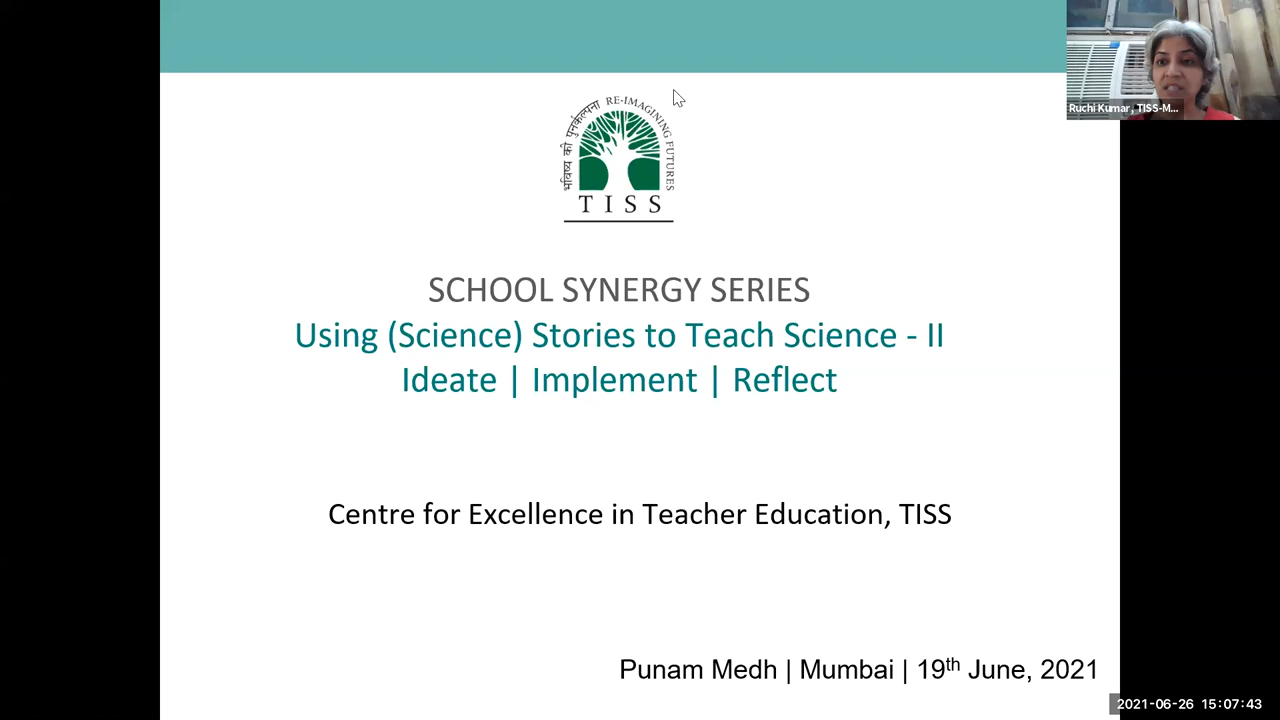 Ruchi Kumar, TISS-M...
भविष्य की पुनर्कल्पना RE-IMAGINING FUTURES
TISS
SCHOOL SYNERGY SERIES
Using (Science) Stories to Teach Science - II
Ideate | Implement | Reflect
Centre for Excellence in Teacher Education, TISS
Punam Medh | Mumbai | 19th June, 2021
2021-06-26 15:07:43